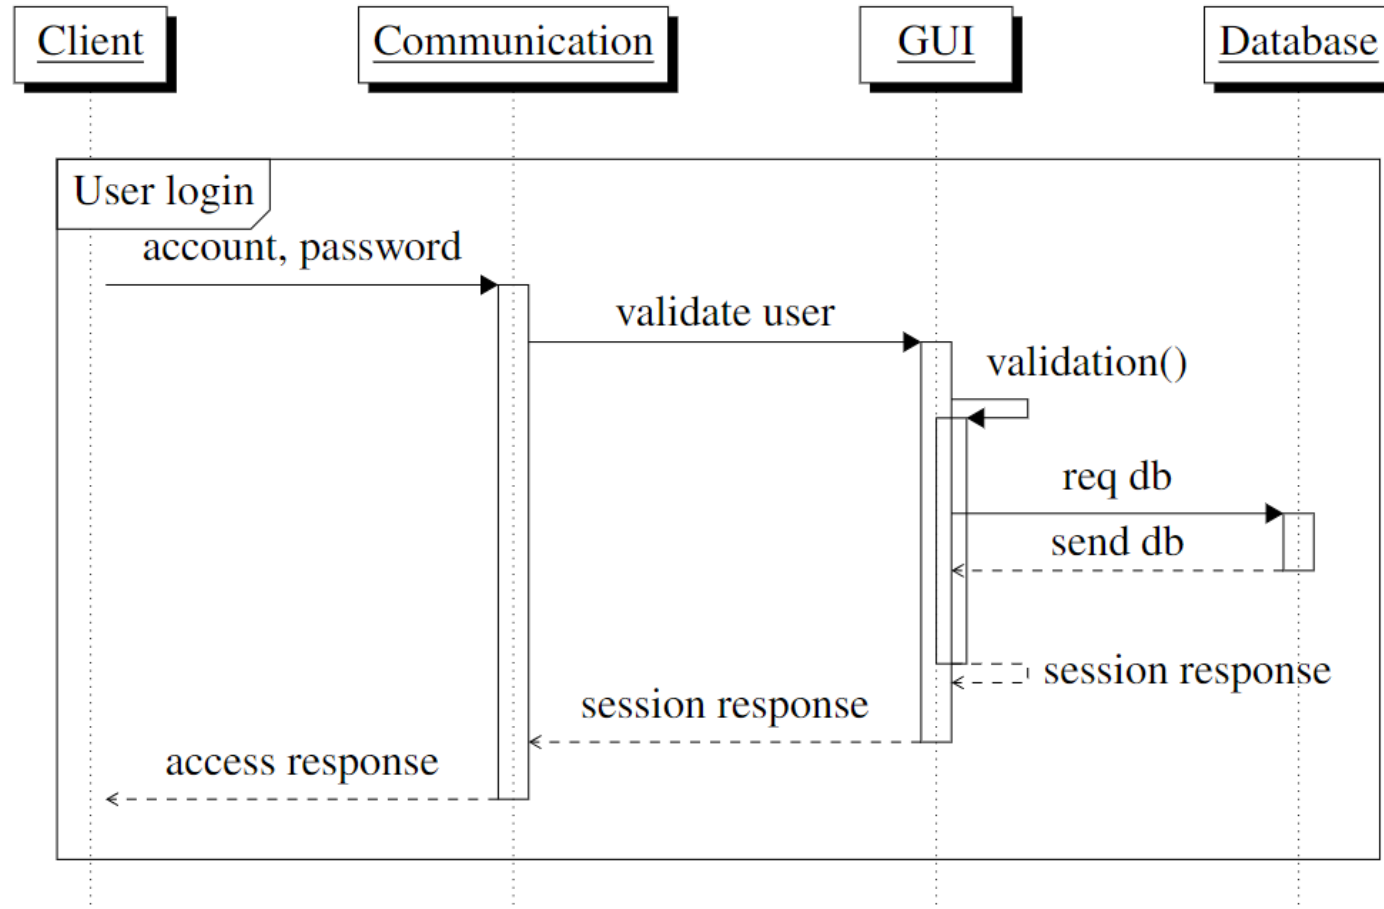 Client
Communication
GUI
Database
User login
account, password
validate user
validation()
req db
send db
session response
session response
access response